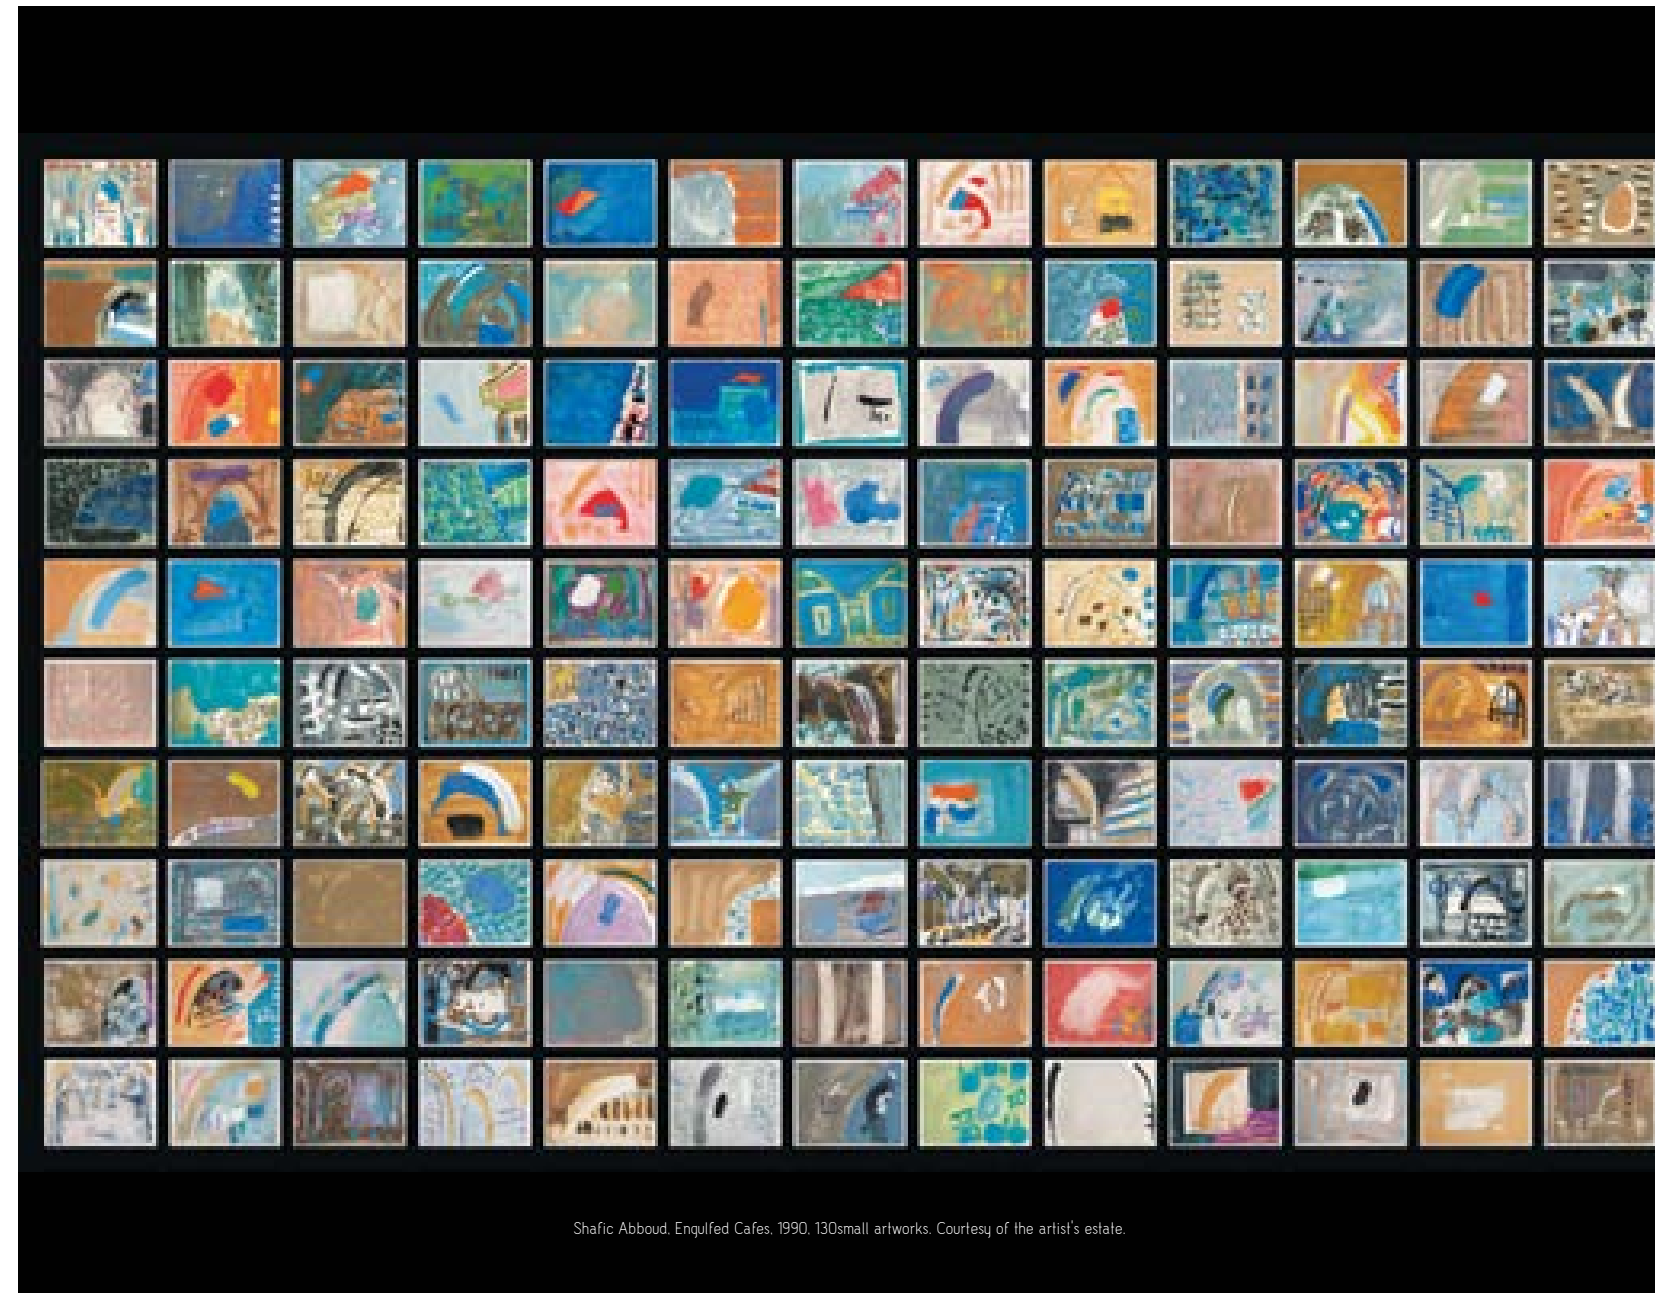 Shafic Abboud, Engulfed Cafes, 1990, 130small artworks. Courtesy of the artist's estate.